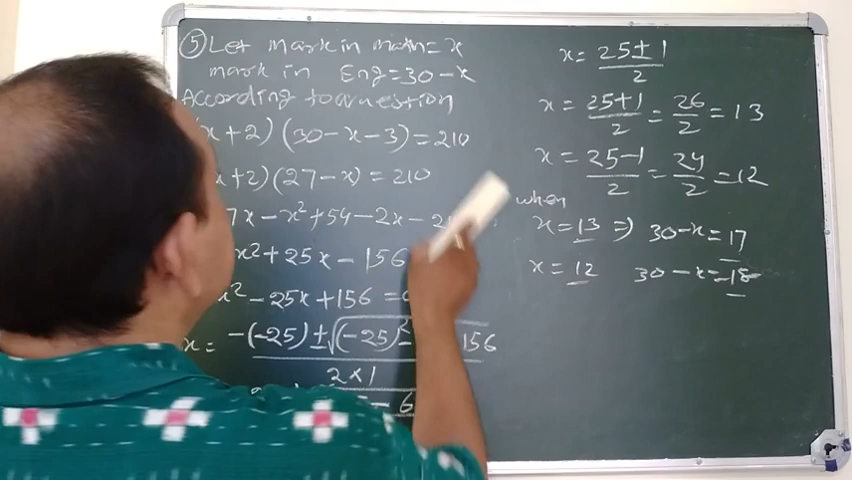 ⑤ Let mark in math = x
mark in Eng = 30 - x
According to question
x + 2) (30 - x - 3) = 210
x + 2) (27 - x) = 210
7x - x² + 54 - 2x - 2
x² + 25x - 156
x² - 25x + 156 =
x = -(-25) ± √(-25)² - 156
2 × 1
- 6
x = 25 ± 1 / 2
x = 25 + 1 / 2 = 26 / 2 = 13
x = 25 - 1 / 2 = 24 / 2 = 12
when
x = 13 ⇒ 30 - x = 17
x = 12 30 - x = 18